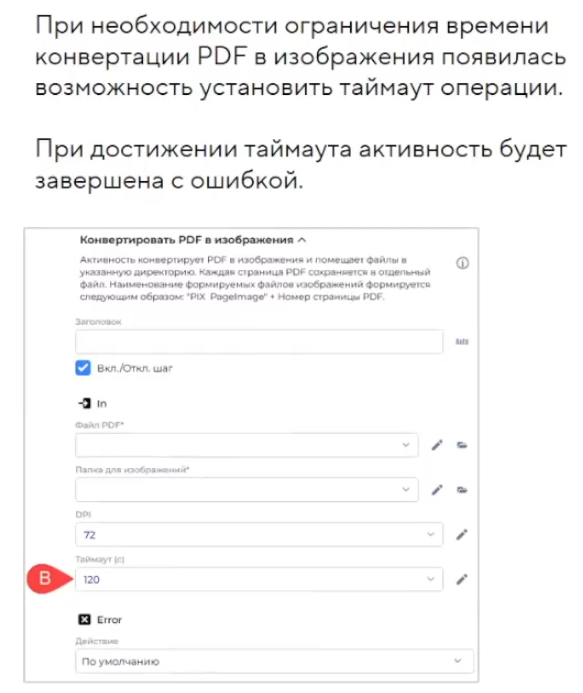 При необходимости ограничения времени
конвертации PDF в изображения появилась
возможность установить таймаут операции.
При достижении таймаута активность будет
завершена с ошибкой.
Конвертировать PDF в изображения
Активность конвертирует PDF в изображения и помещает файлы в
указанную директорию. Каждая страница PDF сохраняется в отдельный
файл. Наименование формируемых файлов изображений формируется
следующим образом: "PIX_PageImage" + Номер страницы PDF.
Заголовок
Вкл./Откл. шаг
In
Файл PDF*
Папка для изображений*
DPI
72
Таймаут (с)
B
120
Error
Действие
По умолчанию